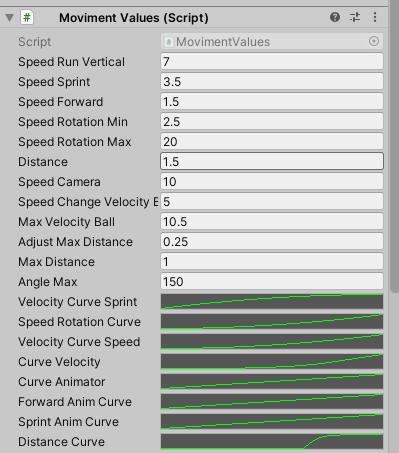 # Moviment Values (Script)
Script # MovimentValues
Speed Run Vertical 7
Speed Sprint 3.5
Speed Forward 1.5
Speed Rotation Min 2.5
Speed Rotation Max 20
Distance 1.5
Speed Camera 10
Speed Change Velocity E 5
Max Velocity Ball 10.5
Adjust Max Distance 0.25
Max Distance 1
Angle Max 150
Velocity Curve Sprint
Speed Rotation Curve
Velocity Curve Speed
Curve Velocity
Curve Animator
Forward Anim Curve
Sprint Anim Curve
Distance Curve